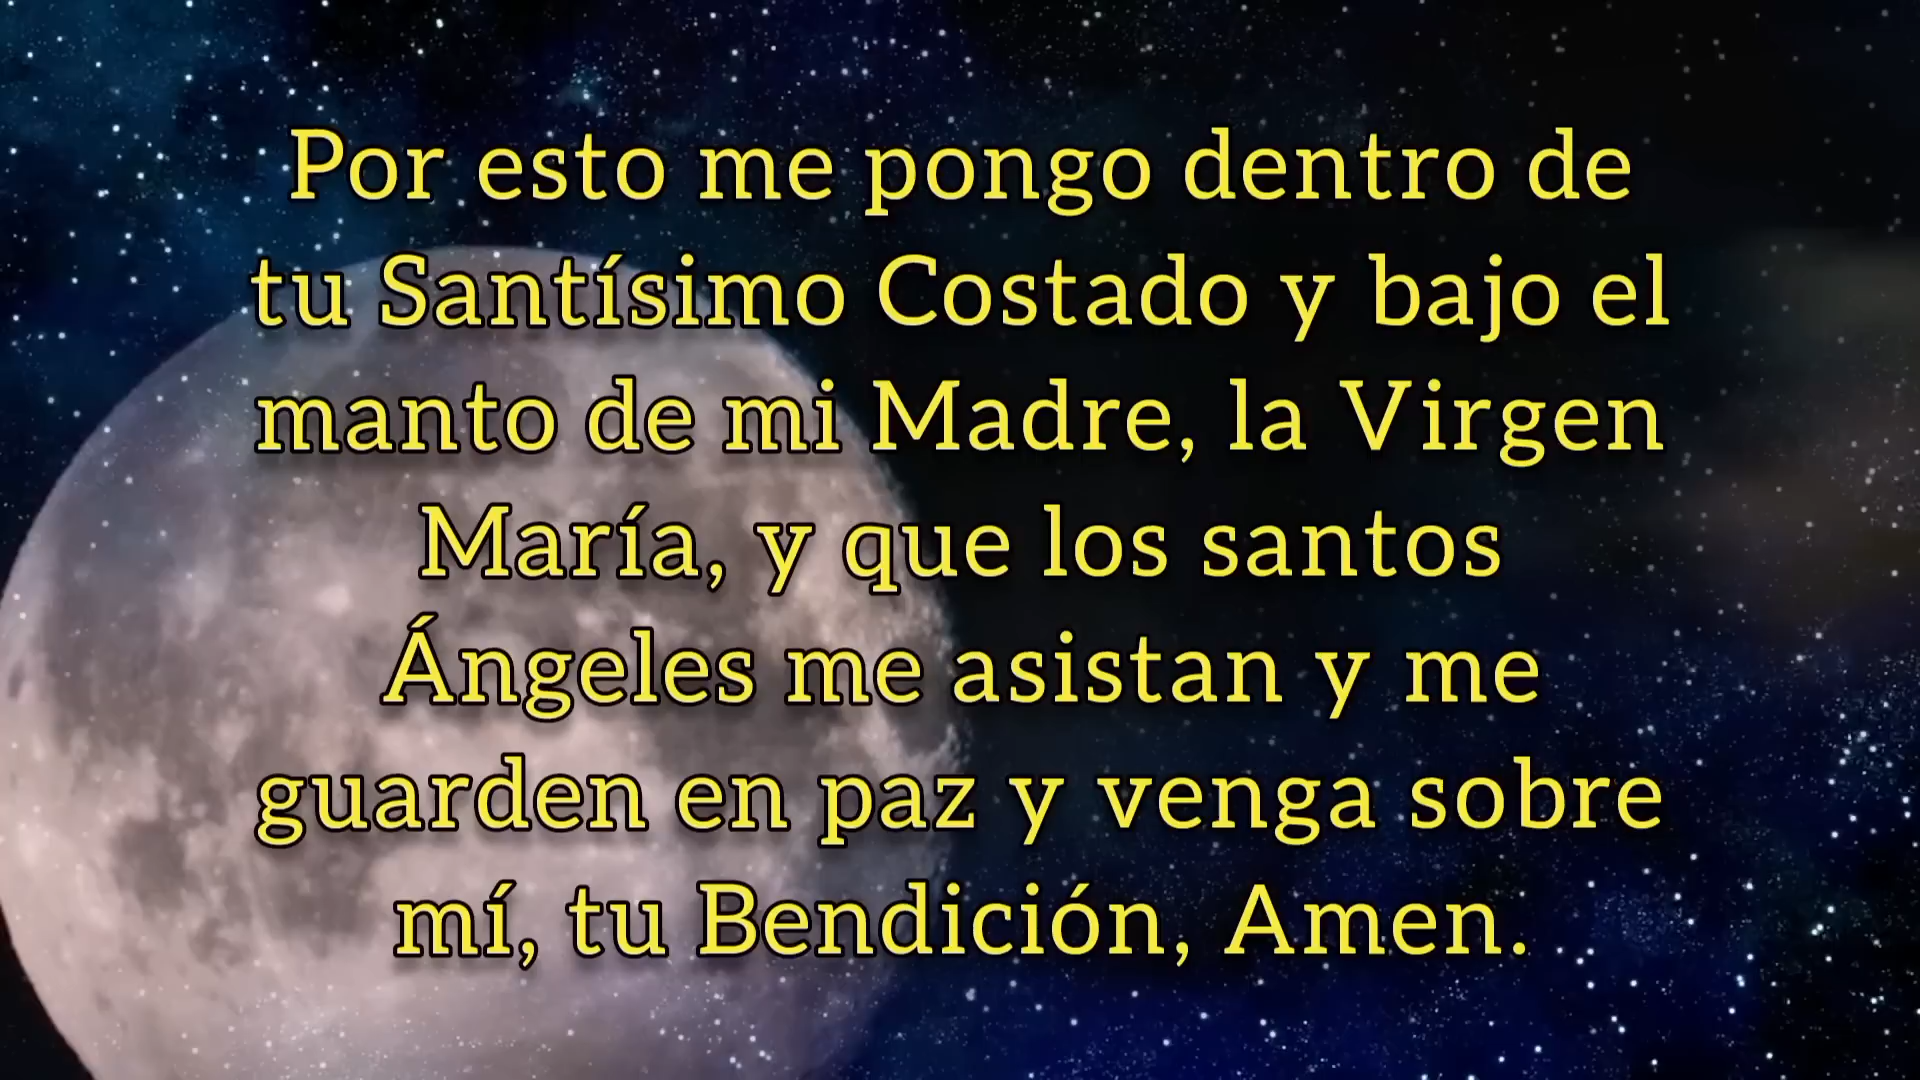 Por esto me pongo dentro de
tu Santísimo Costado y bajo el
manto de mi Madre, la Virgen
María, y que los santos
Ángeles me asistan y me
guarden en paz y venga sobre
mí, tu Bendición, Amen.